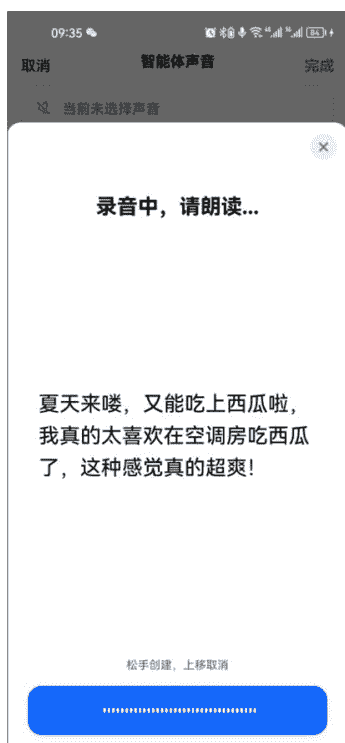 09:35
84
取消 智能体声音 完成
当前未选择声音
录音中，请朗读...
夏天来喽，又能吃上西瓜啦，
我真的太喜欢在空调房吃西瓜
了，这种感觉真的超爽！
松手创建，上移取消